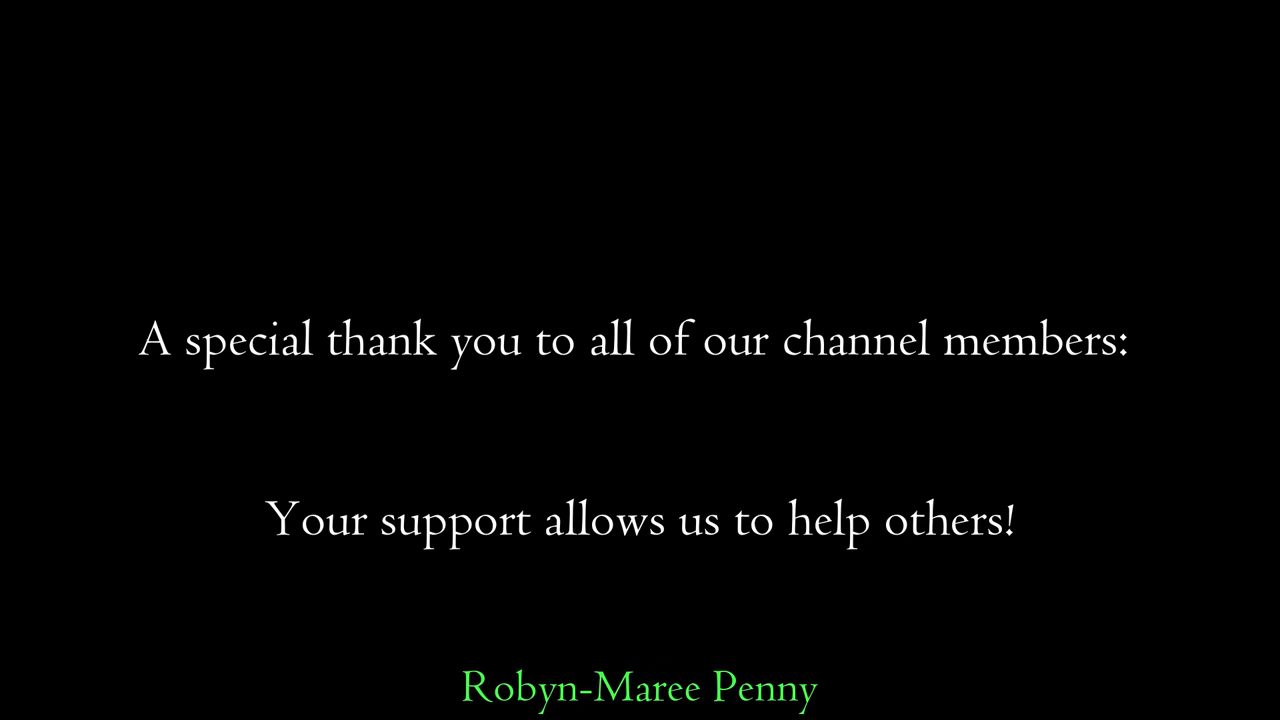 A special thank you to all of our channel members:
Your support allows us to help others!
Robyn-Maree Penny